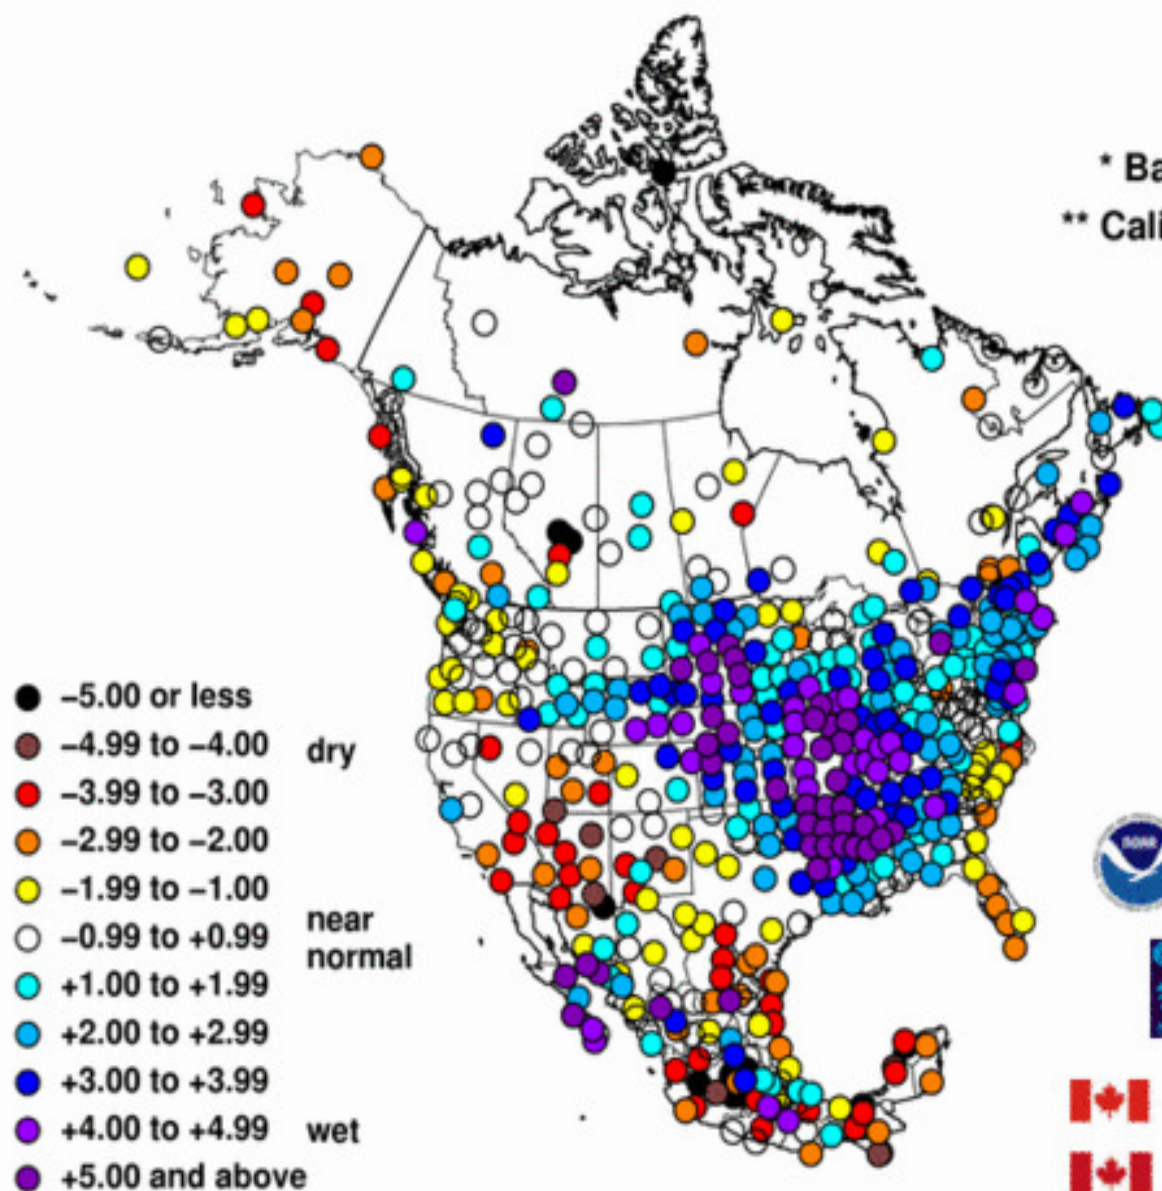 * Ba
** Cali
−5.00 or less
−4.99 to −4.00
dry
−3.99 to −3.00
−2.99 to −2.00
−1.99 to −1.00
near
−0.99 to +0.99
normal
+1.00 to +1.99
+2.00 to +2.99
+3.00 to +3.99
+4.00 to +4.99
wet
+5.00 and above
noaa